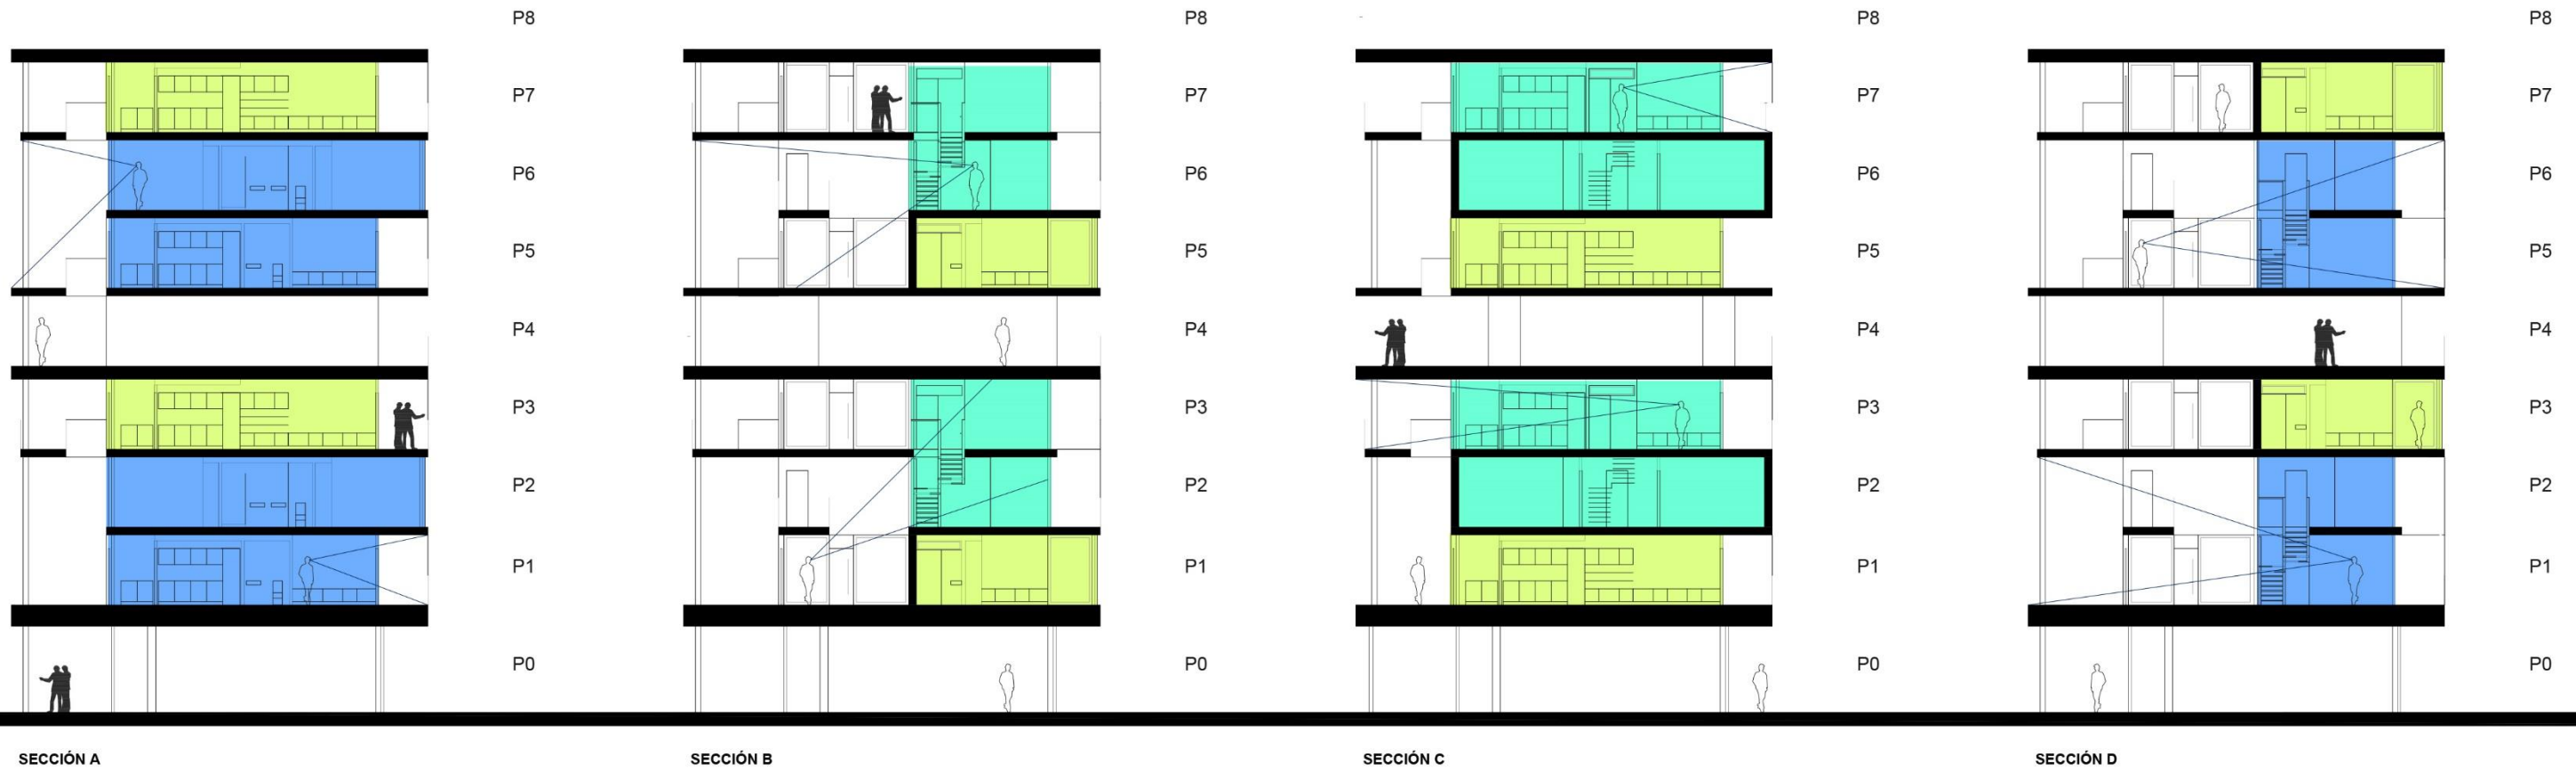 P8 P8 P8 P8
P7 P7 P7 P7
P6 P6 P6 P6
P5 P5 P5 P5
P4 P4 P4 P4
P3 P3 P3 P3
P2 P2 P2 P2
P1 P1 P1 P1
P0 P0 P0 P0
SECCIÓN A SECCIÓN B SECCIÓN C SECCIÓN D